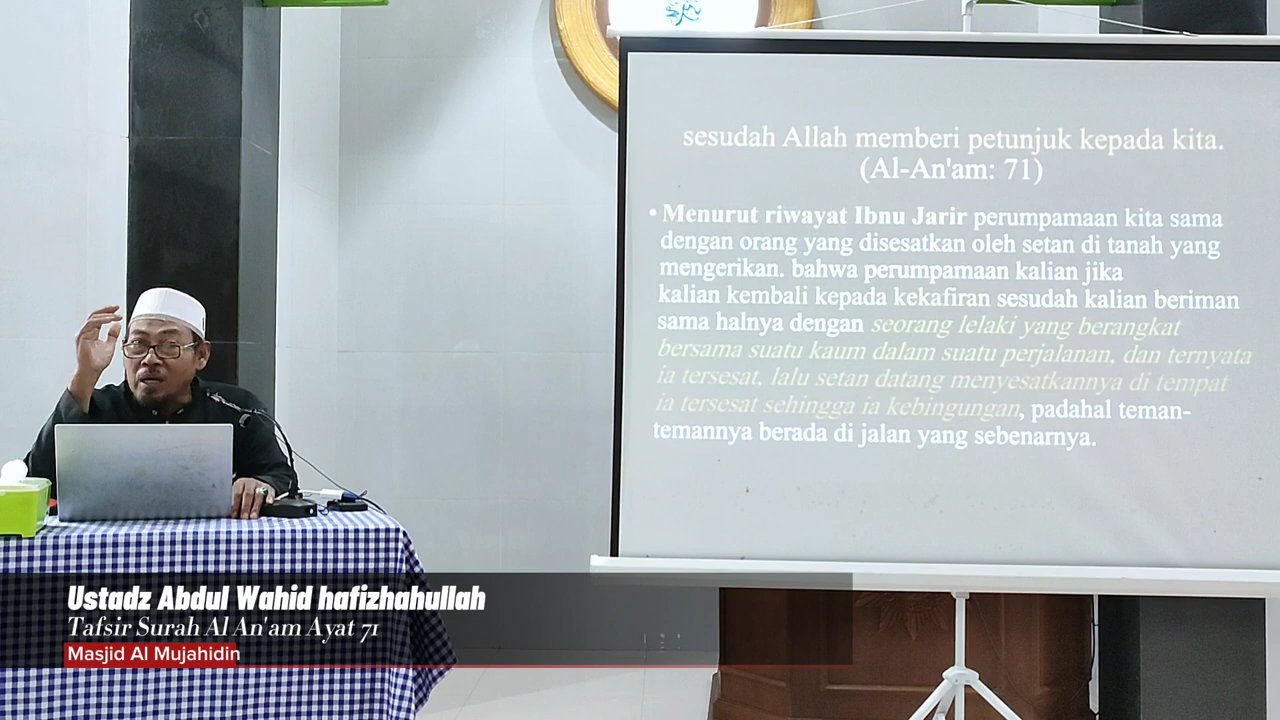 sesudah Allah memberi petunjuk kepada kita.
(Al-An'am: 71)
• Menurut riwayat Ibnu Jarir perumpamaan kita sama
dengan orang yang disesatkan oleh setan di tanah yang
mengerikan. bahwa perumpamaan kalian jika
kalian kembali kepada kekafiran sesudah kalian beriman
sama halnya dengan seorang lelaki yang berangkat
bersama suatu kaum dalam suatu perjalanan, dan ternyata
ia tersesat, lalu setan datang menyesatkannya di tempat
ia tersesat sehingga ia kebingungan, padahal teman-
temannya berada di jalan yang sebenarnya.
Ustadz Abdul Wahid hafizhahullah
Tafsir Surah Al An'am Ayat 71
Masjid Al Mujahidin